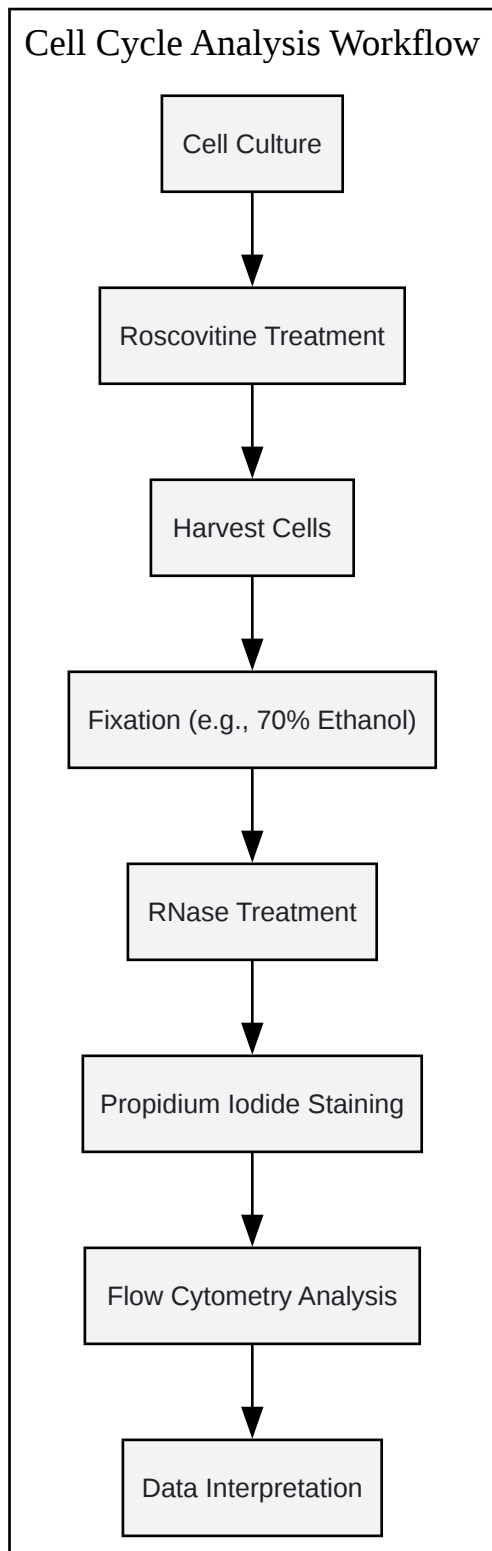 Cell Cycle Analysis Workflow
Cell Culture
Roscovitine Treatment
Harvest Cells
Fixation (e.g., 70% Ethanol)
RNase Treatment
Propidium Iodide Staining
Flow Cytometry Analysis
Data Interpretation